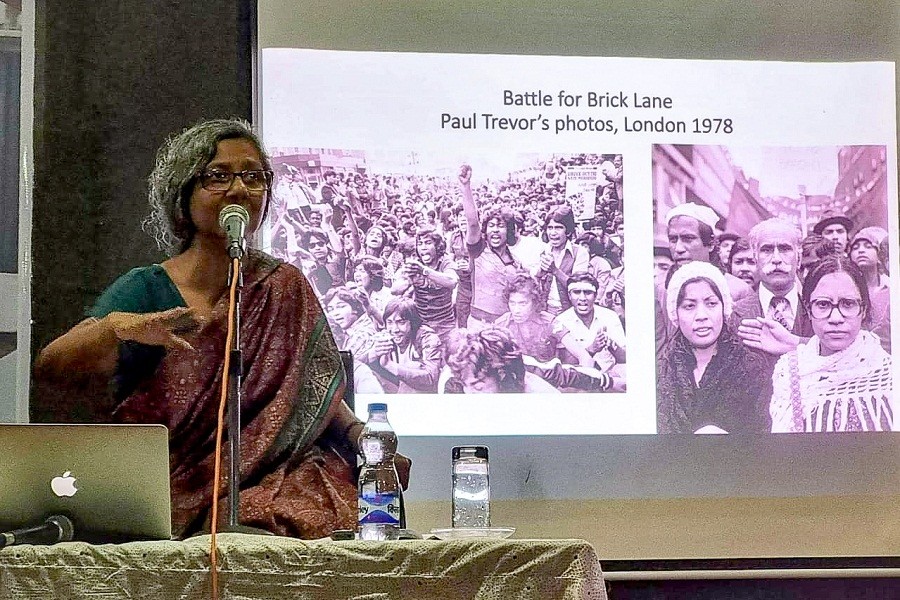 Battle for Brick Lane
Paul Trevor's photos, London 1978